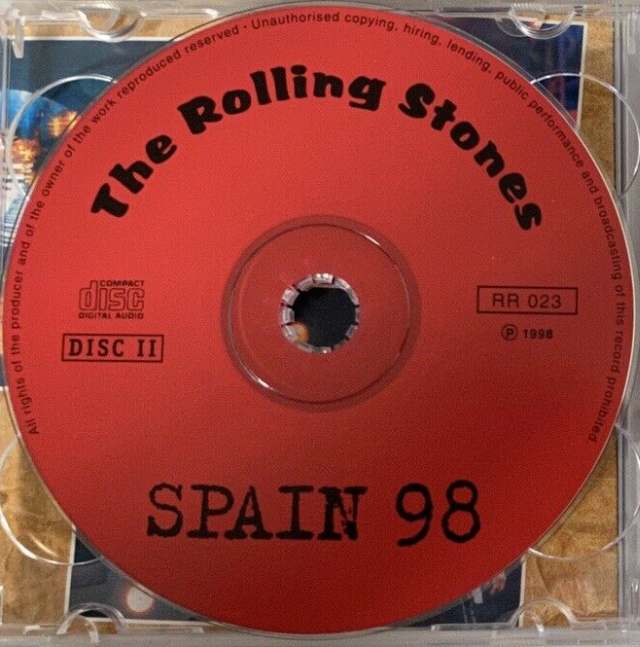 All rights of the producer and of the owner of the work reproduced reserved · Unauthorised copying, hiring, lending, public performance and broadcasting of this record prohibited
The Rolling Stones
COMPACT
disc
DIGITAL AUDIO
RR 023
DISC II
℗ 1998
SPAIN 98